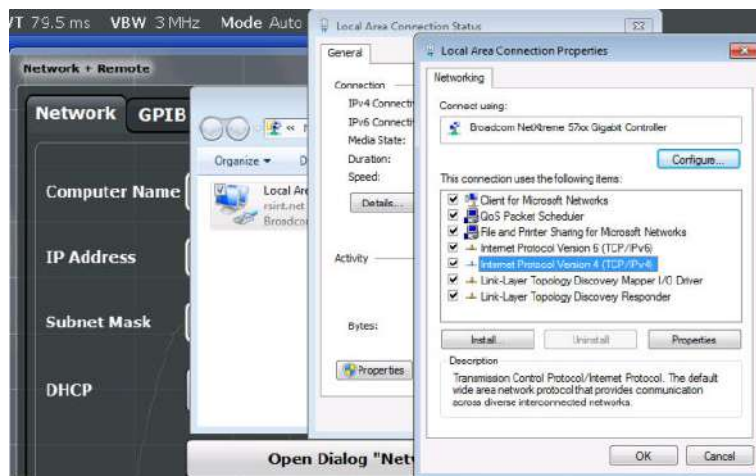 VT 79.5 ms VBW 3 MHz Mode Auto
Network + Remote
Network GPIB
Computer Name
IP Address
Subnet Mask
DHCP
Open Dialog "Net
Organize
Local Are
rsint.net
Broadcon
Local Area Connection Status
General
Connection
IPv4 Connecti
IPv6 Connecti
Media State:
Duration:
Speed:
Details...
Activity
Bytes:
Properties
Local Area Connection Properties
Networking
Connect using:
Broadcom NetXtreme 57xx Gigabit Controller
Configure...
This connection uses the following items:
Client for Microsoft Networks
QoS Packet Scheduler
File and Printer Sharing for Microsoft Networks
Internet Protocol Version 6 (TCP/IPv6)
Internet Protocol Version 4 (TCP/IPv4)
Link-Layer Topology Discovery Mapper I/O Driver
Link-Layer Topology Discovery Responder
Install... Uninstall Properties
Description
Transmission Control Protocol/Internet Protocol. The default
wide area network protocol that provides communication
across diverse interconnected networks.
OK Cancel